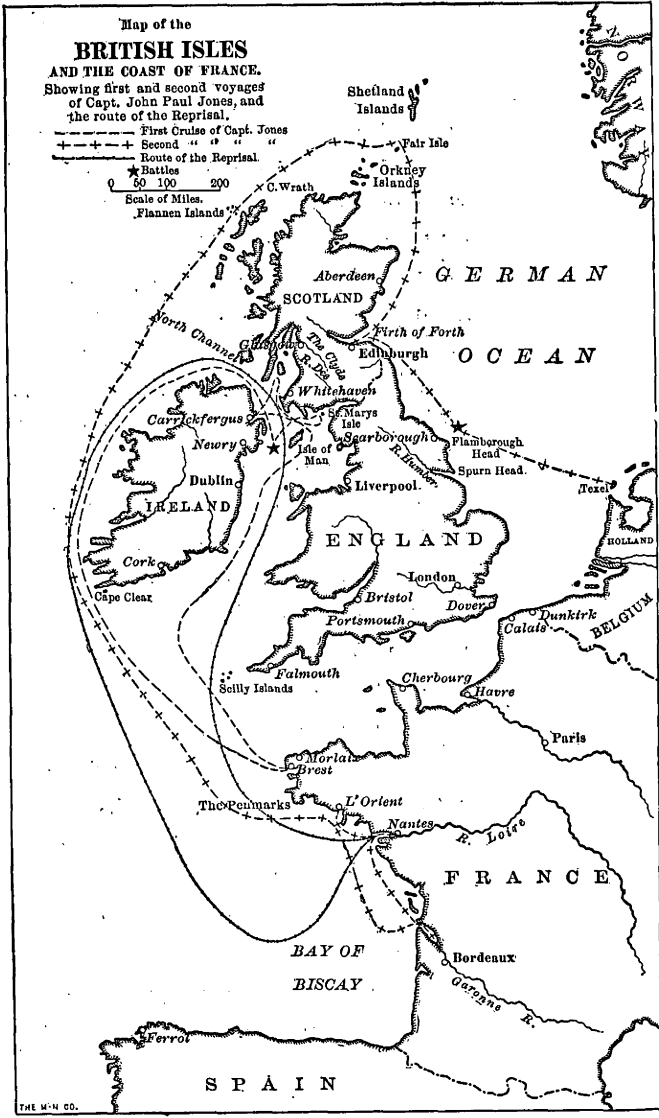 Map of the
BRITISH ISLES
AND THE COAST OF FRANCE.
Showing first and second voyages
of Capt. John Paul Jones, and
the route of the Reprisal.
First Cruise of Capt. Jones
Second " " " "
Route of the Reprisal.
Battles
0 50 100 200
Scale of Miles.
NORWAY
Shetland
Islands
Fair Isle
Orkney
Islands
C. Wrath
Flannen Islands
Aberdeen
SCOTLAND
GERMAN
OCEAN
North Channel
Firth of Forth
Glasgow
The Clyde
Edinburgh
R. Dee
Whitehaven
Carrickfergus
St. Marys
Isle
Newry
Isle of
Man
Scarborough
Flamborough
Head
R. Humber
Spurn Head.
Dublin
Liverpool
Texel
IRELAND
ENGLAND
HOLLAND
Cork
London
Cape Clear
Bristol
Dover
Portsmouth
Dunkirk
Calais
BELGIUM
Falmouth
Scilly Islands
Cherbourg
Havre
Paris
Morlaix
Brest
The Penmarks
L'Orient
Nantes
R. Loire
FRANCE
BAY OF
BISCAY
Bordeaux
Garonne R.
Ferrol
SPAIN
THE M-N CO.